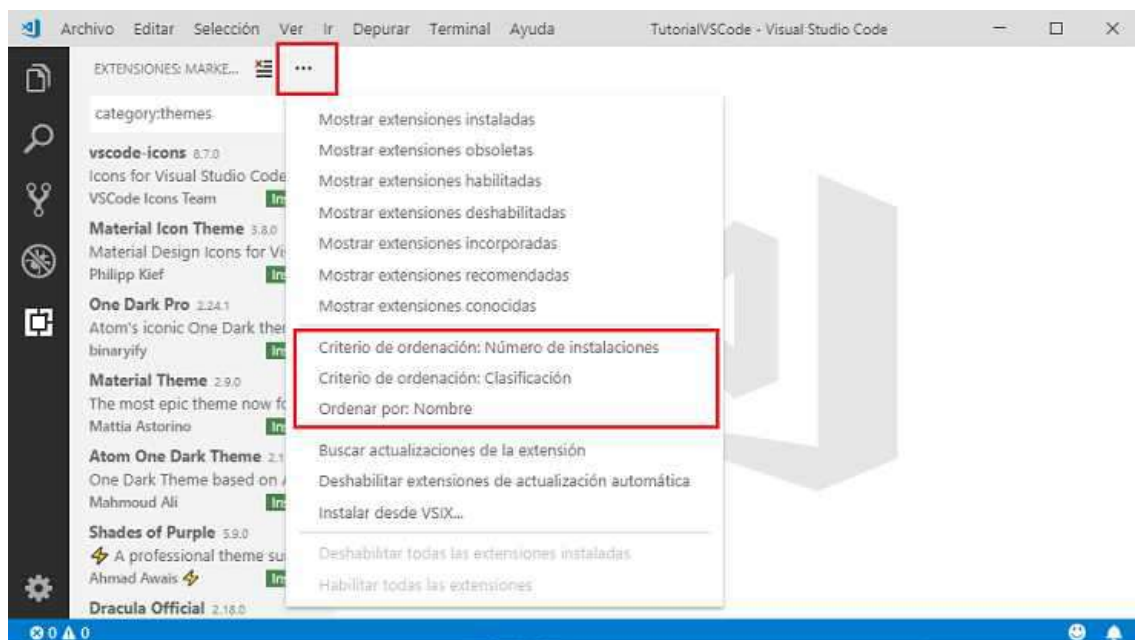 Archivo Editar Selección Ver Ir Depurar Terminal Ayuda TutorialVSCode - Visual Studio Code
EXTENSIONES: MARKE... ...
category:themes
vscode-icons 8.7.0
Icons for Visual Studio Code
VSCode Icons Team Ins
Material Icon Theme 3.8.0
Material Design Icons for Vi
Philipp Kief Ins
One Dark Pro 2.24.1
Atom's iconic One Dark ther
binaryify Ins
Material Theme 2.9.0
The most epic theme now fo
Mattia Astorino Ins
Atom One Dark Theme 2.1
One Dark Theme based on A
Mahmoud Ali Ins
Shades of Purple 5.9.0
⚡ A professional theme su
Ahmad Awais ⚡ Ins
Dracula Official 2.18.0
Mostrar extensiones instaladas
Mostrar extensiones obsoletas
Mostrar extensiones habilitadas
Mostrar extensiones deshabilitadas
Mostrar extensiones incorporadas
Mostrar extensiones recomendadas
Mostrar extensiones conocidas
Criterio de ordenación: Número de instalaciones
Criterio de ordenación: Clasificación
Ordenar por: Nombre
Buscar actualizaciones de la extensión
Deshabilitar extensiones de actualización automática
Instalar desde VSIX...
Deshabilitar todas las extensiones instaladas
Habilitar todas las extensiones
0 0